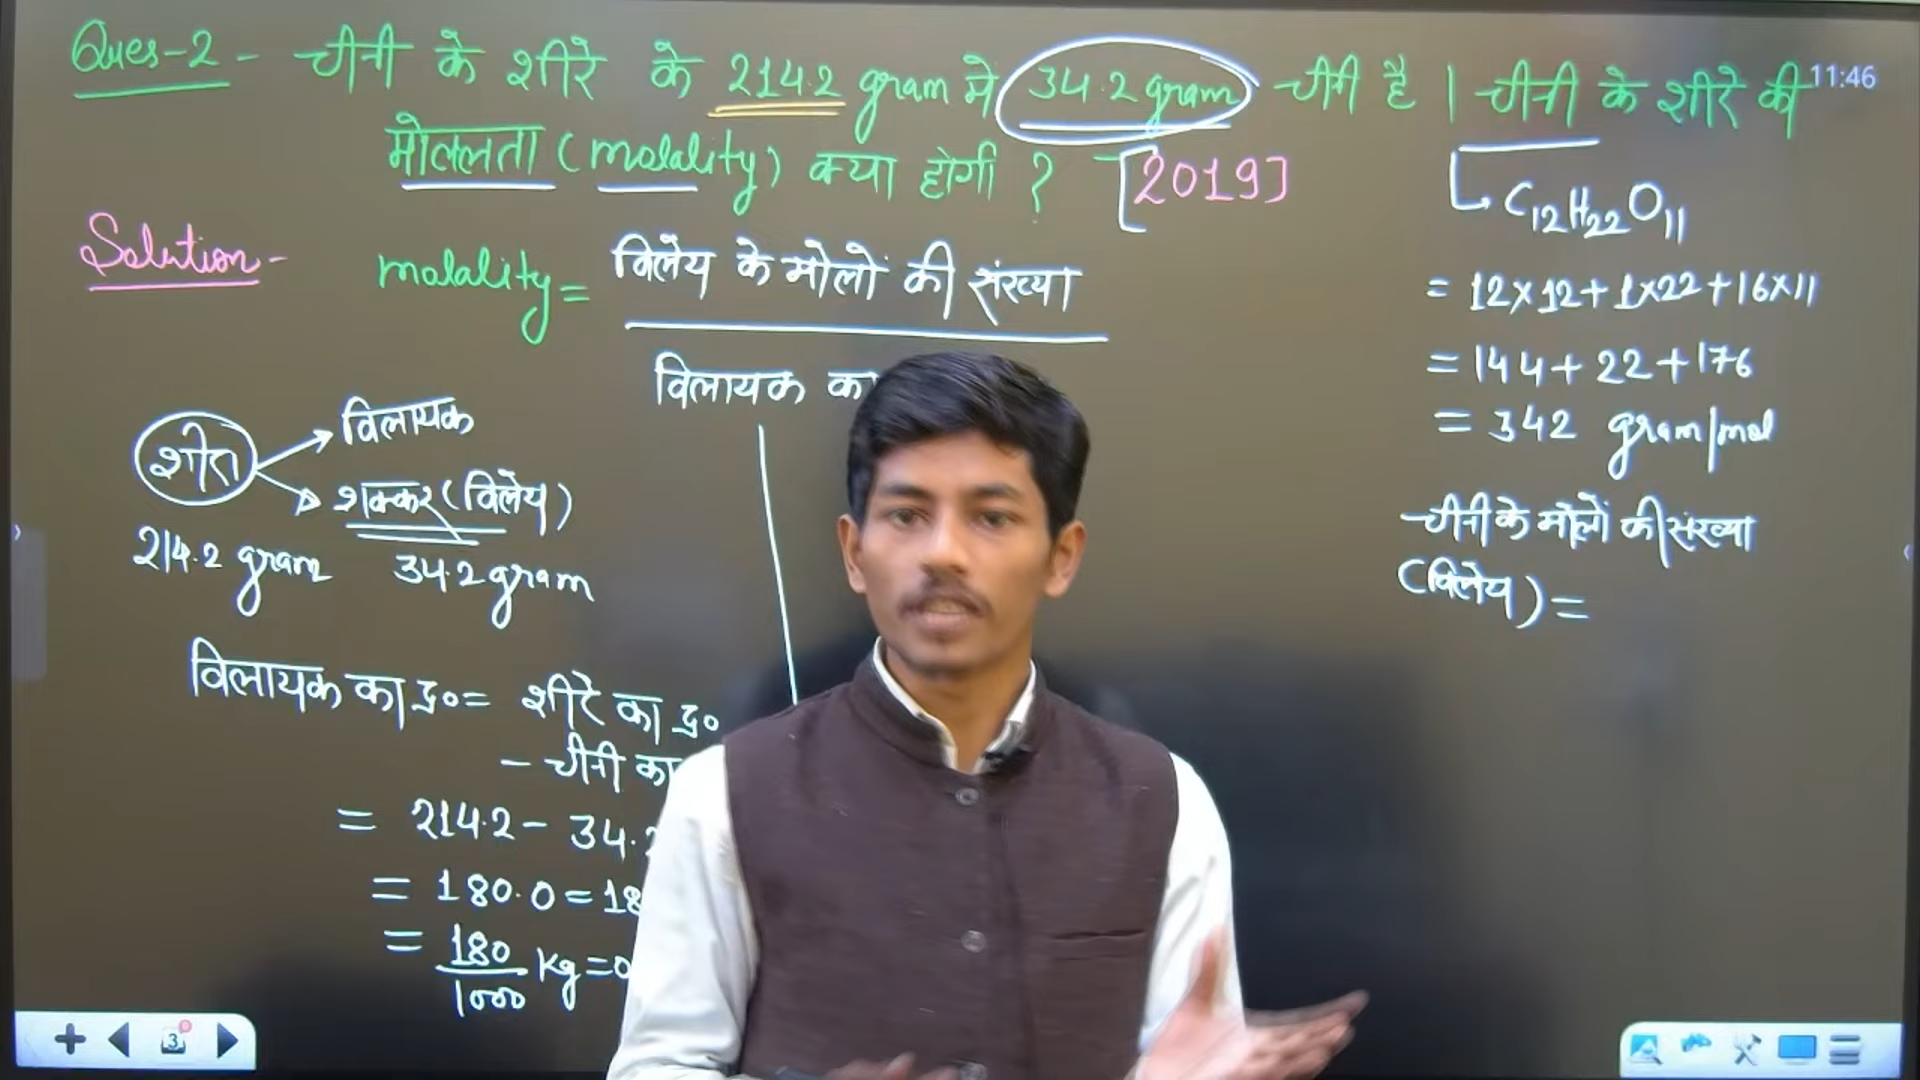 Ques-2 - चीनी के शीरे के 214.2 gram में 34.2 gram चीनी है । चीनी के शीरे की
11:46
मोललता (molality) क्या होगी ? [2019]
C12H22O11
Solution-
molality = विलेय के मोलों की संख्या
विलायक का
= 12×12+1×22+16×11
= 144+22+176
= 342 gram/mol
चीनी के मोलों की संख्या
(विलेय) =
शीरा
विलायक
शक्कर (विलेय)
214.2 gram 34.2 gram
विलायक का द्र० = शीरे का द्र०
- चीनी का
= 214.2 - 34.2
= 180.0 = 18
= 180/1000 Kg = 0
3